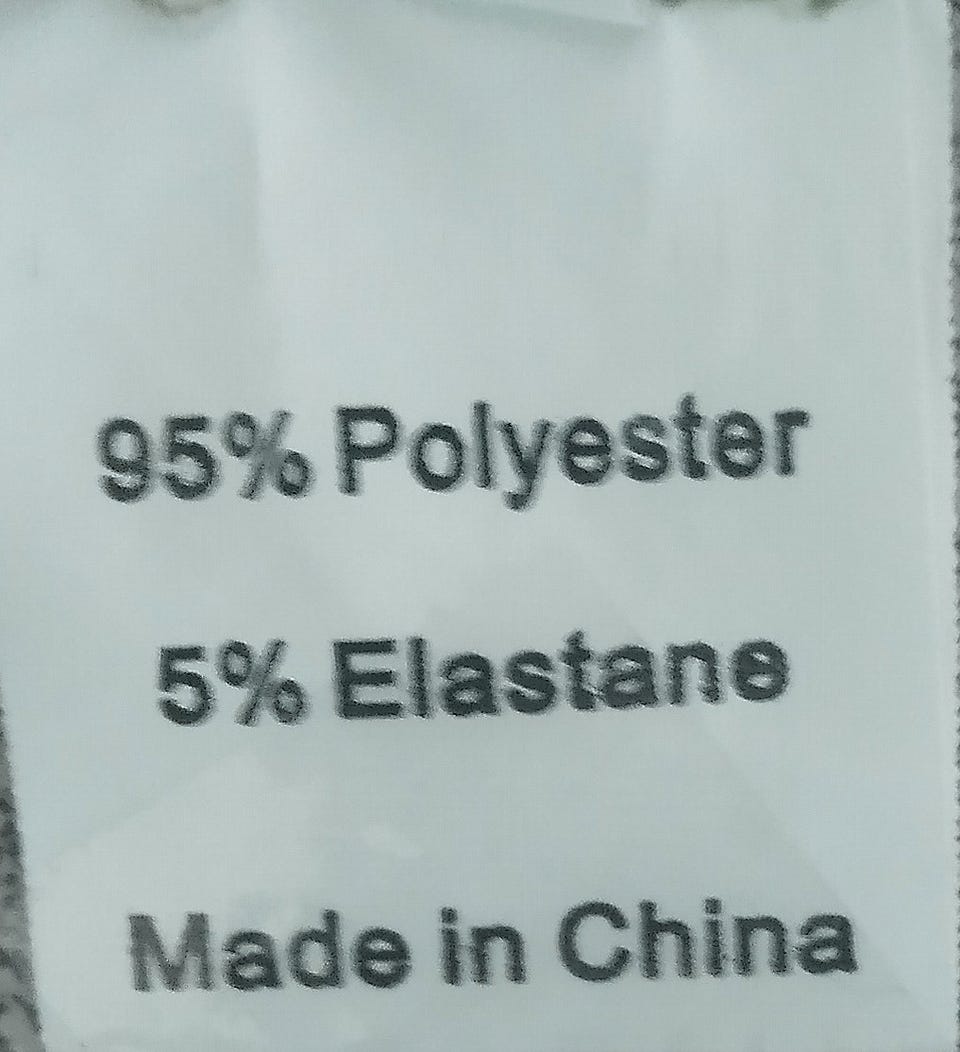 95% Polyester
5% Elastane
Made in China